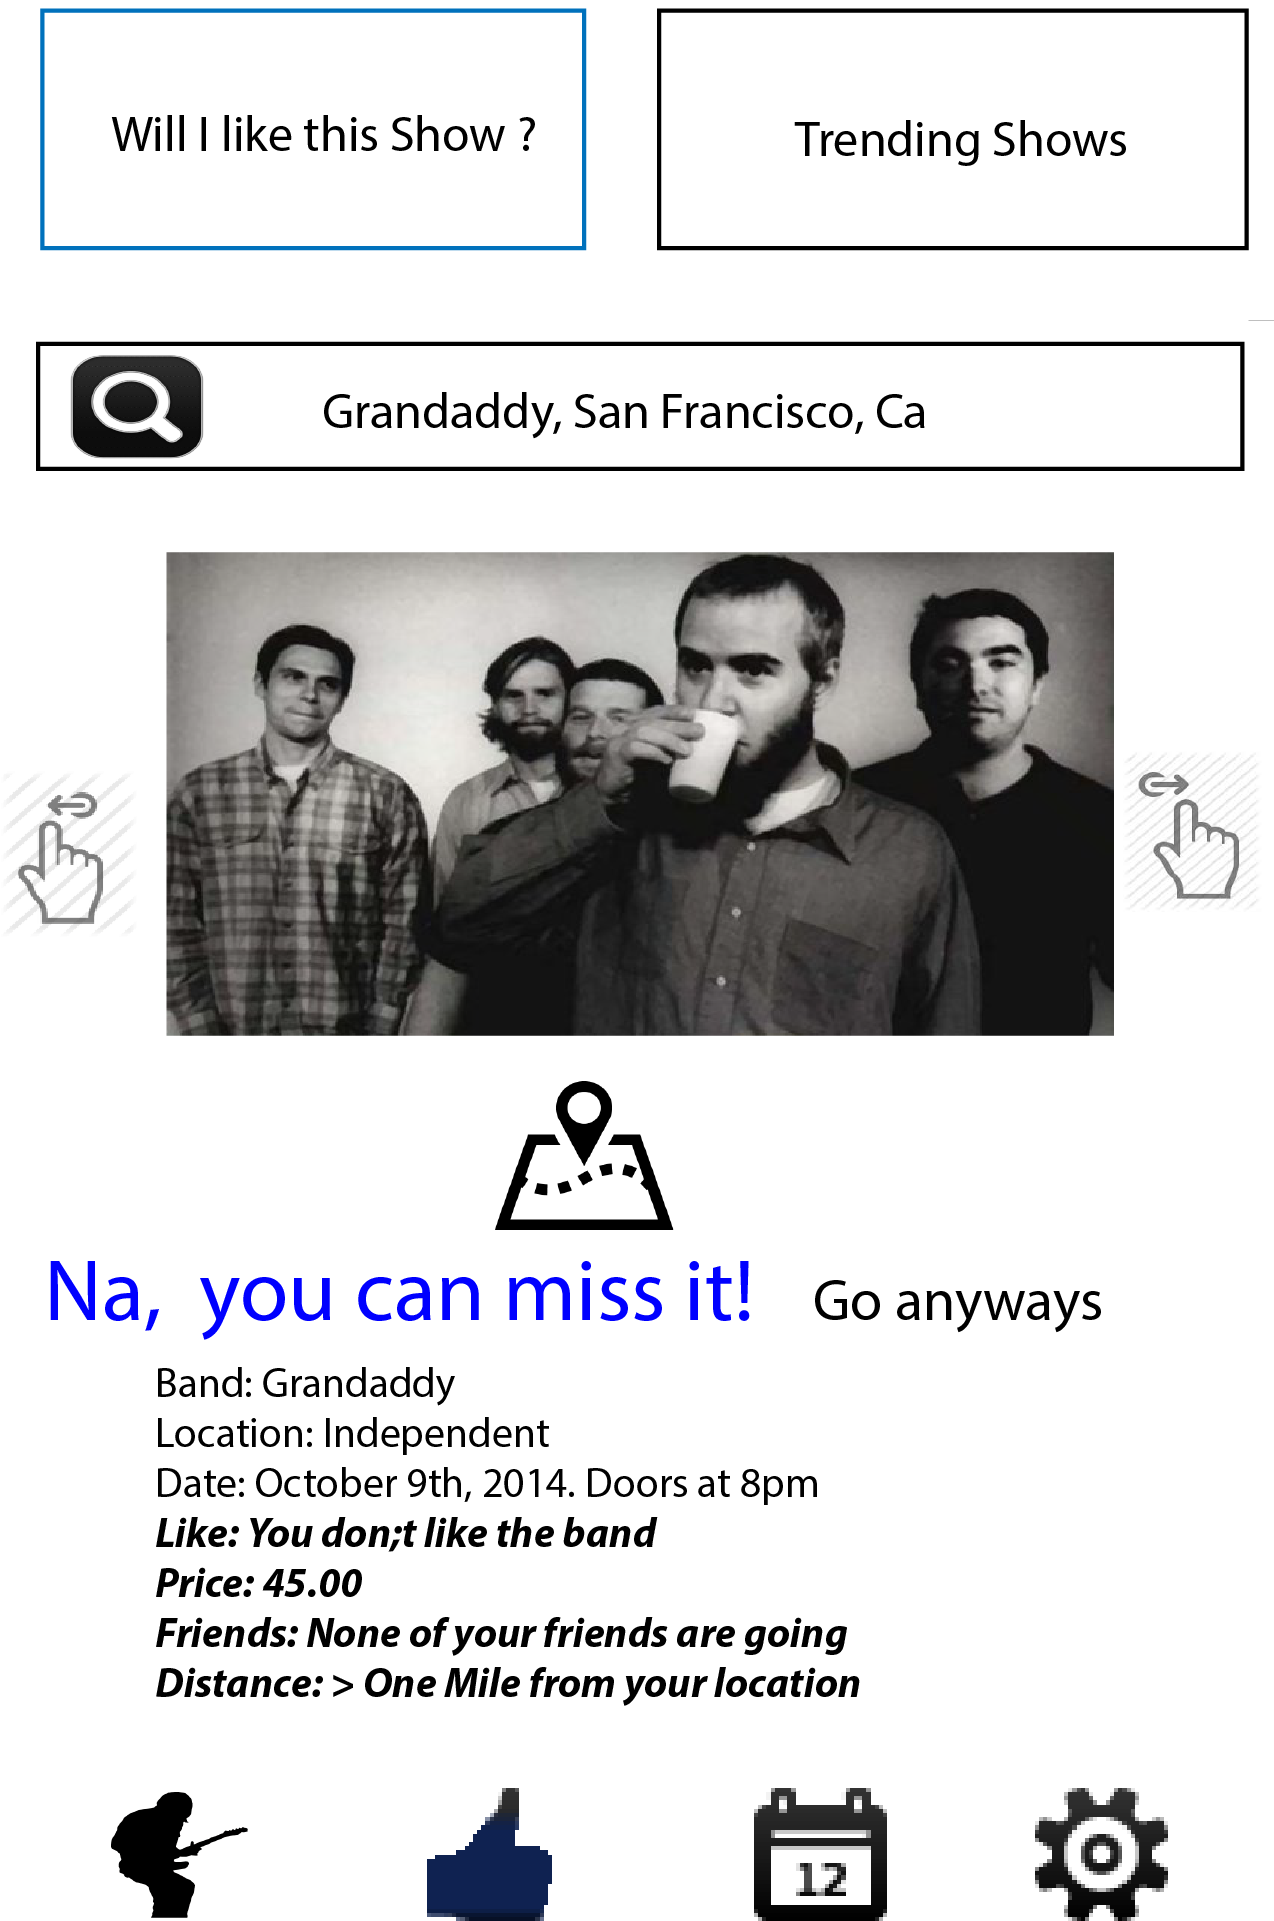 Will I like this Show ?
Trending Shows
Grandaddy, San Francisco, Ca
Na, you can miss it!
Go anyways
Band: Grandaddy
Location: Independent
Date: October 9th, 2014. Doors at 8pm
Like: You don;t like the band
Price: 45.00
Friends: None of your friends are going
Distance: > One Mile from your location
12